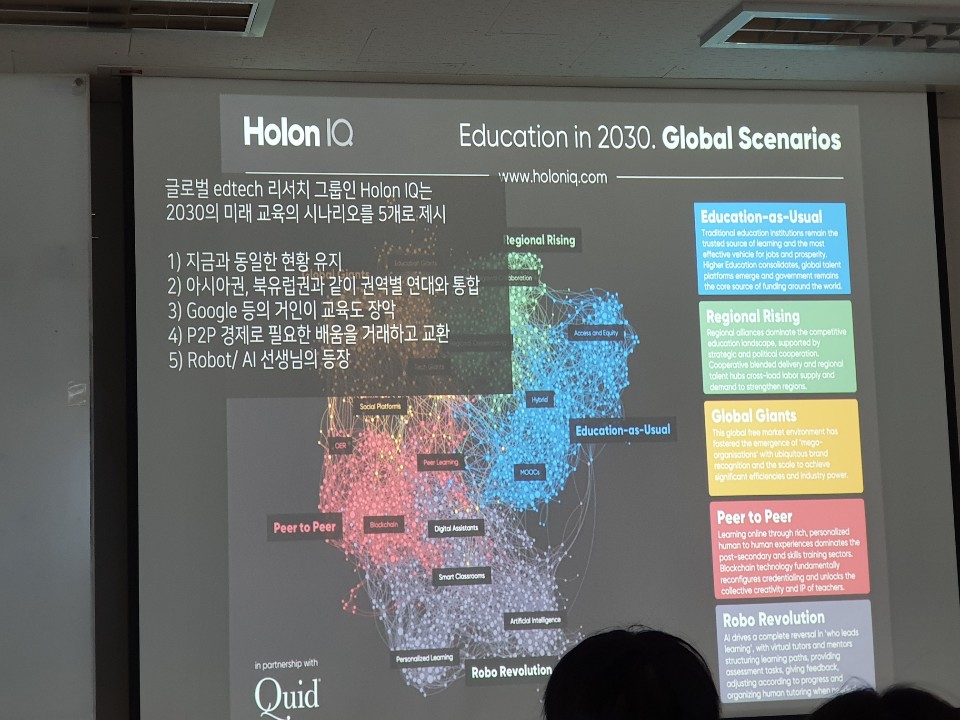 Holon IQ
Education in 2030. Global Scenarios
www.holoniq.com
글로벌 edtech 리서치 그룹인 Holon IQ는
2030의 미래 교육의 시나리오를 5개로 제시
1) 지금과 동일한 현황 유지
2) 아시아권, 북유럽권과 같이 권역별 연대와 통합
3) Google 등의 거인이 교육도 장악
4) P2P 경제로 필요한 배움을 거래하고 교환
5) Robot/ AI 선생님의 등장
Regional Rising
Access and Equity
Hybrid
Social Platforms
Education-as-Usual
OER
Peer Learning
MOOCs
Peer to Peer
Blockchain
Digital Assistants
Smart Classrooms
Artificial Intelligence
Personalized Learning
Robo Revolution
in partnership with
Quid
Education-as-Usual
Traditional education institutions remain the
trusted source of learning and the most
effective vehicle for jobs and prosperity.
Higher Education consolidates, global talent
platforms emerge and government remains
the core source of funding around the world.
Regional Rising
Regional alliances dominate the competitive
education landscape, supported by
strategic and political cooperation.
Cooperative blended delivery and regional
talent hubs cross-load labor supply and
demand to strengthen regions.
Global Giants
This global free market environment has
fostered the emergence of 'mega-
organisations' with ubiquitous brand
recognition and the scale to achieve
significant efficiencies and industry power.
Peer to Peer
Learning online through rich, personalized
human to human experiences dominates the
post-secondary and skills training sectors.
Blockchain technology fundamentally
reconfigures credentialing and unlocks the
collective creativity and IP of teachers.
Robo Revolution
AI drives a complete reversal in 'who leads
learning', with virtual tutors and mentors
structuring learning paths, providing
assessment tasks, giving feedback,
adjusting according to progress and
organizing human tutoring when